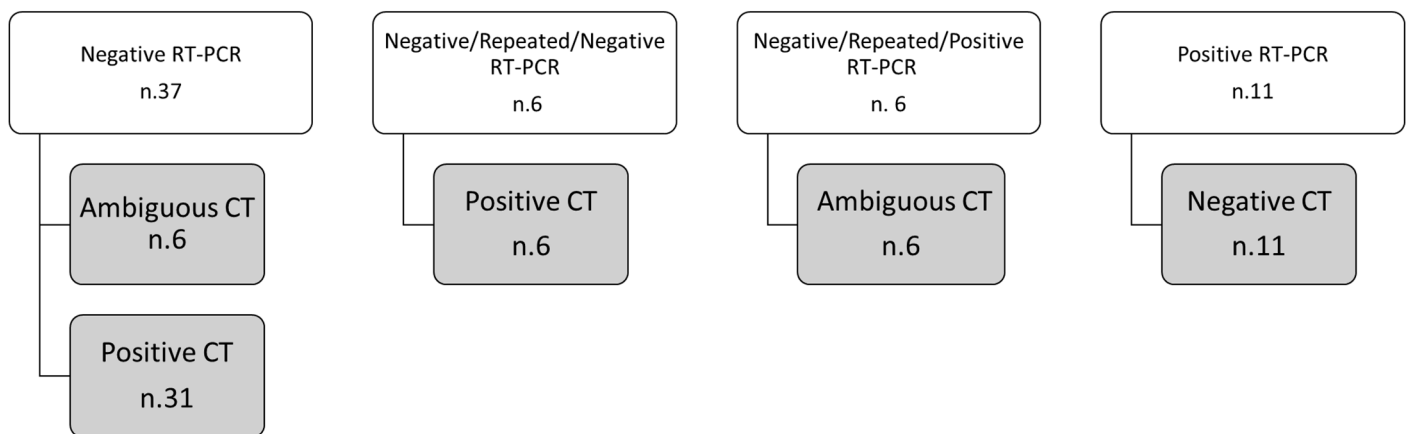 Negative RT-PCR
n.37
Ambiguous CT
n.6
Positive CT
n.31
Negative/Repeated/Negative
RT-PCR
n.6
Positive CT
n.6
Negative/Repeated/Positive
RT-PCR
n. 6
Ambiguous CT
n.6
Positive RT-PCR
n.11
Negative CT
n.11